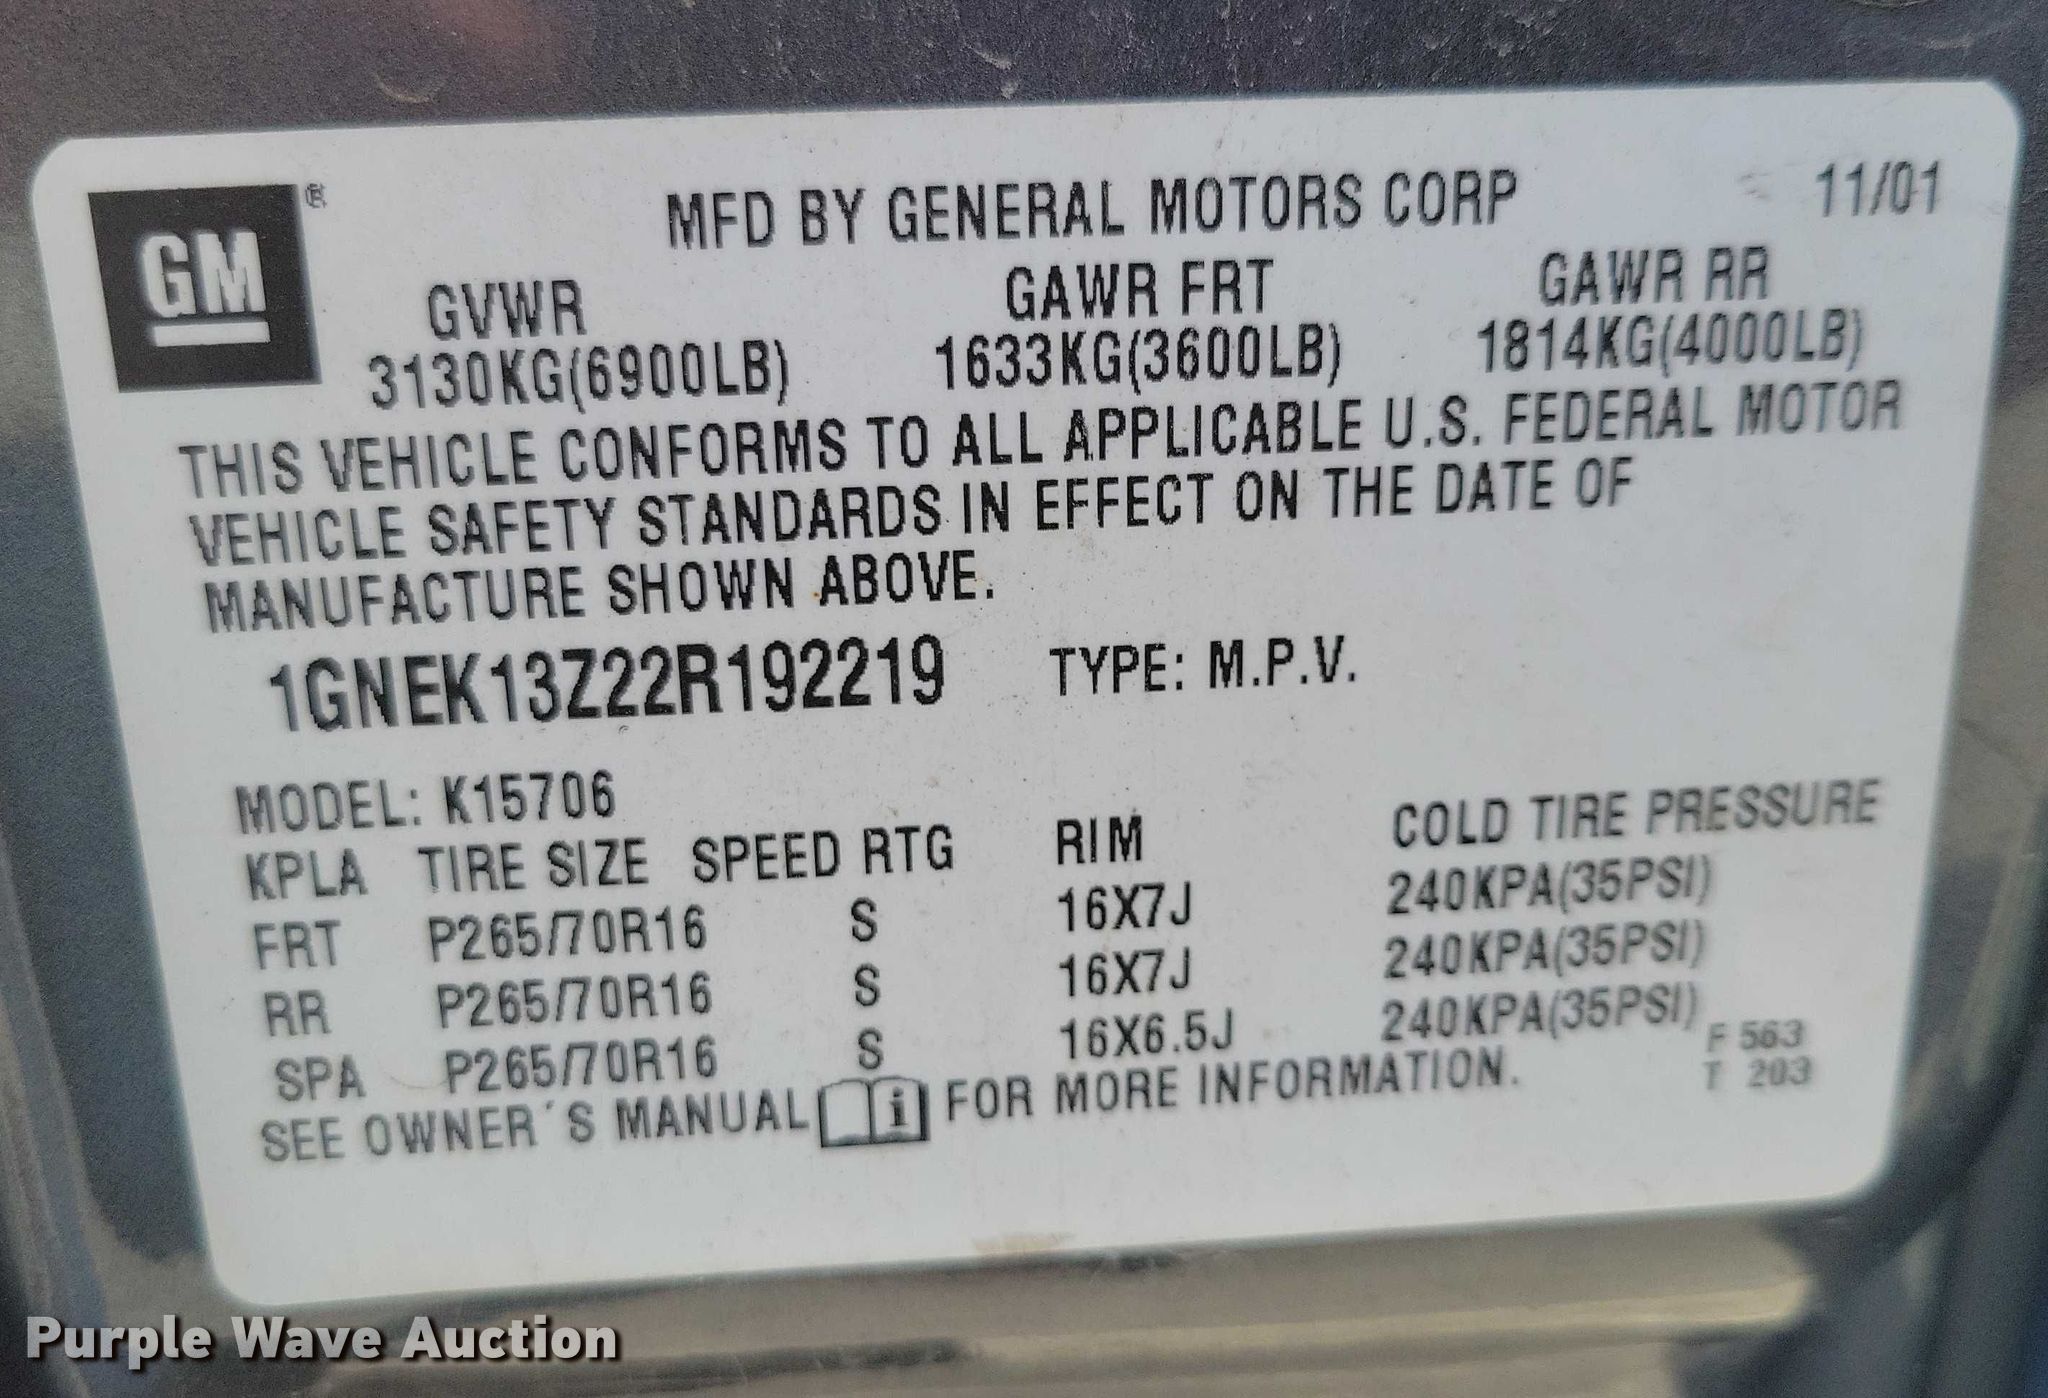 GM ®
MFD BY GENERAL MOTORS CORP 11/01
GVWR GAWR FRT GAWR RR
3130KG(6900LB) 1633KG(3600LB) 1814KG(4000LB)
THIS VEHICLE CONFORMS TO ALL APPLICABLE U.S. FEDERAL MOTOR
VEHICLE SAFETY STANDARDS IN EFFECT ON THE DATE OF
MANUFACTURE SHOWN ABOVE.
1GNEK13Z22R192219 TYPE: M.P.V.
MODEL: K15706
KPLA TIRE SIZE SPEED RTG RIM COLD TIRE PRESSURE
FRT P265/70R16 S 16X7J 240KPA(35PSI)
RR P265/70R16 S 16X7J 240KPA(35PSI)
SPA P265/70R16 S 16X6.5J 240KPA(35PSI)
SEE OWNER´S MANUAL i FOR MORE INFORMATION.
F 563
T 203
Purple Wave Auction